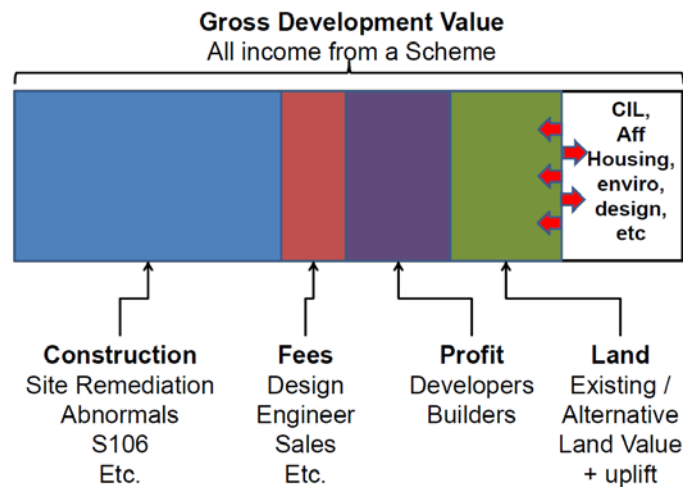 Gross Development Value
All income from a Scheme
CIL,
Aff
Housing,
enviro,
design,
etc
Construction
Site Remediation
Abnormals
S106
Etc.
Fees
Design
Engineer
Sales
Etc.
Profit
Developers
Builders
Land
Existing /
Alternative
Land Value
+ uplift